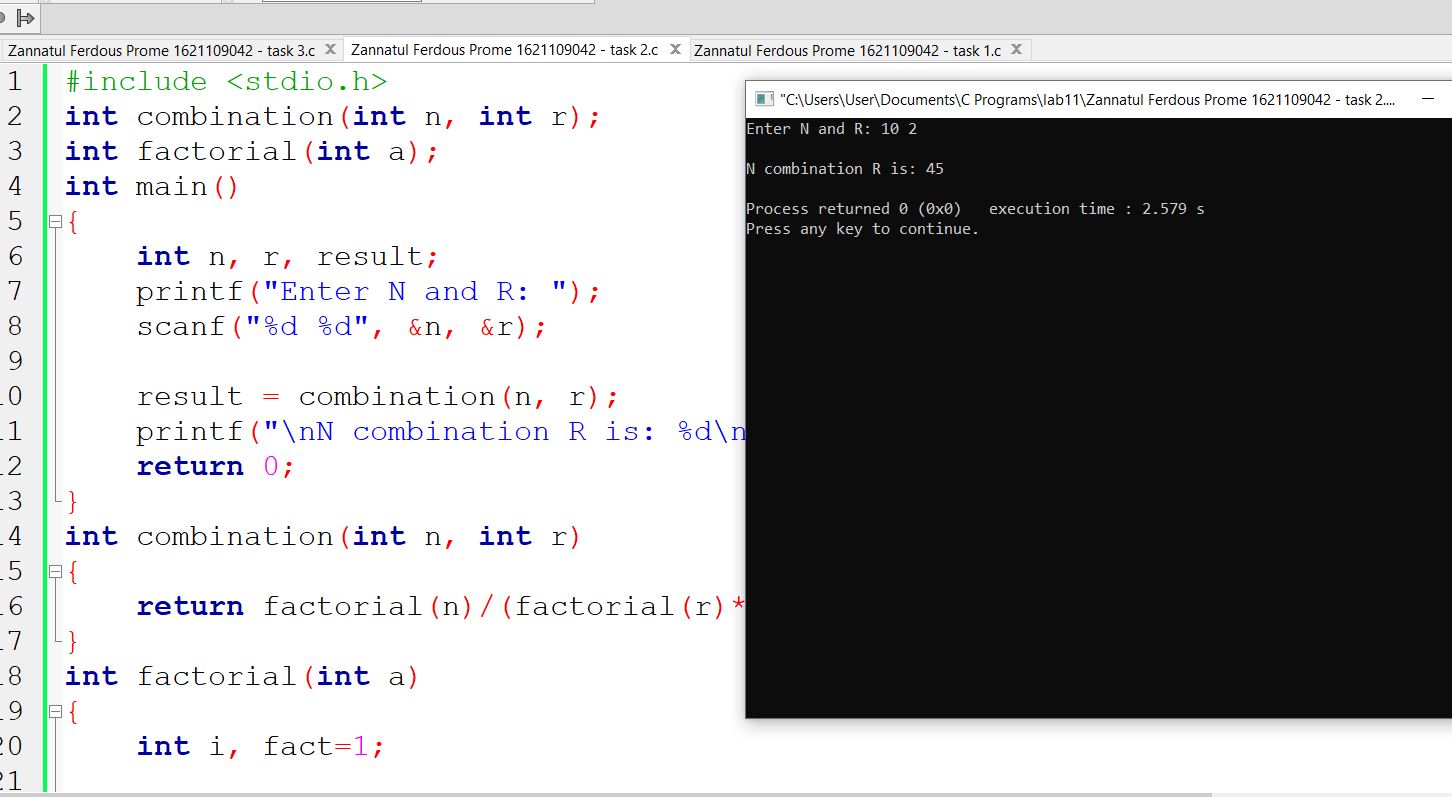 Zannatul Ferdous Prome 1621109042 - task 3.c X Zannatul Ferdous Prome 1621109042 - task 2.c X Zannatul Ferdous Prome 1621109042 - task 1.c X
1 #include <stdio.h>
2 int combination(int n, int r);
3 int factorial(int a);
4 int main()
5 {
6 int n, r, result;
7 printf("Enter N and R: ");
8 scanf("%d %d", &n, &r);
9
10 result = combination(n, r);
11 printf("\nN combination R is: %d\n
12 return 0;
13 }
14 int combination(int n, int r)
15 {
16 return factorial(n)/(factorial(r)*
17 }
18 int factorial(int a)
19 {
20 int i, fact=1;
21
"C:\Users\User\Documents\C Programs\lab11\Zannatul Ferdous Prome 1621109042 - task 2....
Enter N and R: 10 2
N combination R is: 45
Process returned 0 (0x0) execution time : 2.579 s
Press any key to continue.